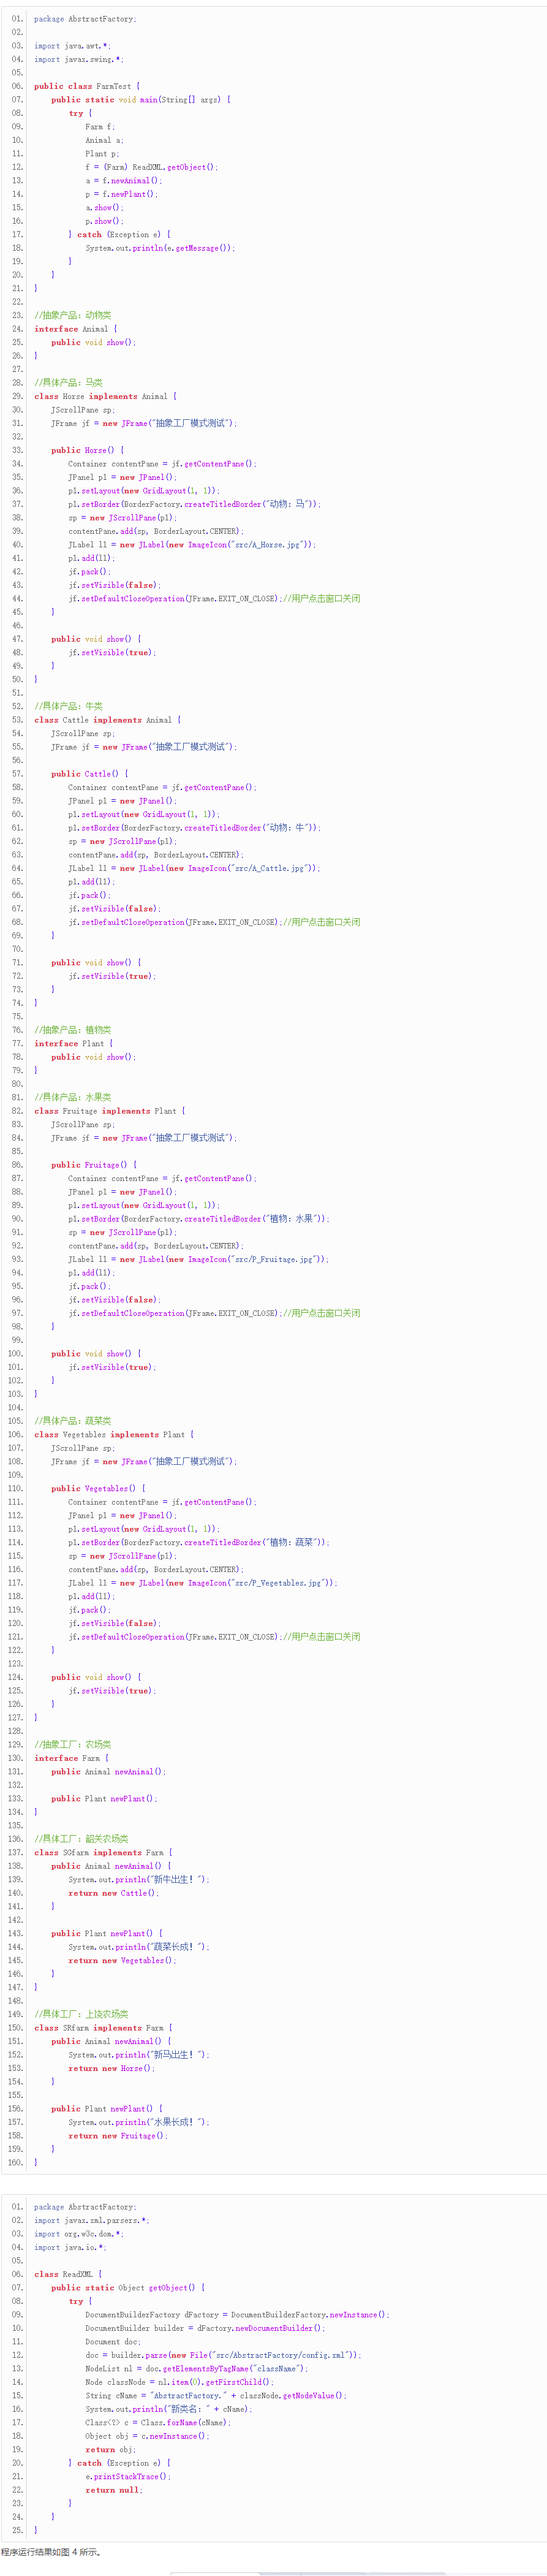 01. package AbstractFactory;
02.
03. import java.awt.*;
04. import javax.swing.*;
05.
06. public class FarmTest {
07.     public static void main(String[] args) {
08.         try {
09.             Farm f;
10.             Animal a;
11.             Plant p;
12.             f = (Farm) ReadXML.getObject();
13.             a = f.newAnimal();
14.             p = f.newPlant();
15.             a.show();
16.             p.show();
17.         } catch (Exception e) {
18.             System.out.println(e.getMessage());
19.         }
20.     }
21. }
22.
23. //抽象产品：动物类
24. interface Animal {
25.     public void show();
26. }
27.
28. //具体产品：马类
29. class Horse implements Animal {
30.     JScrollPane sp;
31.     JFrame jf = new JFrame("抽象工厂模式测试");
32.
33.     public Horse() {
34.         Container contentPane = jf.getContentPane();
35.         JPanel p1 = new JPanel();
36.         p1.setLayout(new GridLayout(1, 1));
37.         p1.setBorder(BorderFactory.createTitledBorder("动物：马"));
38.         sp = new JScrollPane(p1);
39.         contentPane.add(sp, BorderLayout.CENTER);
40.         JLabel l1 = new JLabel(new ImageIcon("src/A_Horse.jpg"));
41.         p1.add(l1);
42.         jf.pack();
43.         jf.setVisible(false);
44.         jf.setDefaultCloseOperation(JFrame.EXIT_ON_CLOSE);//用户点击窗口关闭
45.     }
46.
47.     public void show() {
48.         jf.setVisible(true);
49.     }
50. }
51.
52. //具体产品：牛类
53. class Cattle implements Animal {
54.     JScrollPane sp;
55.     JFrame jf = new JFrame("抽象工厂模式测试");
56.
57.     public Cattle() {
58.         Container contentPane = jf.getContentPane();
59.         JPanel p1 = new JPanel();
60.         p1.setLayout(new GridLayout(1, 1));
61.         p1.setBorder(BorderFactory.createTitledBorder("动物：牛"));
62.         sp = new JScrollPane(p1);
63.         contentPane.add(sp, BorderLayout.CENTER);
64.         JLabel l1 = new JLabel(new ImageIcon("src/A_Cattle.jpg"));
65.         p1.add(l1);
66.         jf.pack();
67.         jf.setVisible(false);
68.         jf.setDefaultCloseOperation(JFrame.EXIT_ON_CLOSE);//用户点击窗口关闭
69.     }
70.
71.     public void show() {
72.         jf.setVisible(true);
73.     }
74. }
75.
76. //抽象产品：植物类
77. interface Plant {
78.     public void show();
79. }
80.
81. //具体产品：水果类
82. class Fruitage implements Plant {
83.     JScrollPane sp;
84.     JFrame jf = new JFrame("抽象工厂模式测试");
85.
86.     public Fruitage() {
87.         Container contentPane = jf.getContentPane();
88.         JPanel p1 = new JPanel();
89.         p1.setLayout(new GridLayout(1, 1));
90.         p1.setBorder(BorderFactory.createTitledBorder("植物：水果"));
91.         sp = new JScrollPane(p1);
92.         contentPane.add(sp, BorderLayout.CENTER);
93.         JLabel l1 = new JLabel(new ImageIcon("src/P_Fruitage.jpg"));
94.         p1.add(l1);
95.         jf.pack();
96.         jf.setVisible(false);
97.         jf.setDefaultCloseOperation(JFrame.EXIT_ON_CLOSE);//用户点击窗口关闭
98.     }
99.
100.     public void show() {
101.         jf.setVisible(true);
102.     }
103. }
104.
105. //具体产品：蔬菜类
106. class Vegetables implements Plant {
107.     JScrollPane sp;
108.     JFrame jf = new JFrame("抽象工厂模式测试");
109.
110.     public Vegetables() {
111.         Container contentPane = jf.getContentPane();
112.         JPanel p1 = new JPanel();
113.         p1.setLayout(new GridLayout(1, 1));
114.         p1.setBorder(BorderFactory.createTitledBorder("植物：蔬菜"));
115.         sp = new JScrollPane(p1);
116.         contentPane.add(sp, BorderLayout.CENTER);
117.         JLabel l1 = new JLabel(new ImageIcon("src/P_Vegetables.jpg"));
118.         p1.add(l1);
119.         jf.pack();
120.         jf.setVisible(false);
121.         jf.setDefaultCloseOperation(JFrame.EXIT_ON_CLOSE);//用户点击窗口关闭
122.     }
123.
124.     public void show() {
125.         jf.setVisible(true);
126.     }
127. }
128.
129. //抽象工厂：农场类
130. interface Farm {
131.     public Animal newAnimal();
132.
133.     public Plant newPlant();
134. }
135.
136. //具体工厂：韶关农场类
137. class SGfarm implements Farm {
138.     public Animal newAnimal() {
139.         System.out.println("新牛出生！");
140.         return new Cattle();
141.     }
142.
143.     public Plant newPlant() {
144.         System.out.println("蔬菜长成！");
145.         return new Vegetables();
146.     }
147. }
148.
149. //具体工厂：上饶农场类
150. class SRfarm implements Farm {
151.     public Animal newAnimal() {
152.         System.out.println("新马出生！");
153.         return new Horse();
154.     }
155.
156.     public Plant newPlant() {
157.         System.out.println("水果长成！");
158.         return new Fruitage();
159.     }
160. }
01. package AbstractFactory;
02. import javax.xml.parsers.*;
03. import org.w3c.dom.*;
04. import java.io.*;
05.
06. class ReadXML {
07.     public static Object getObject() {
08.         try {
09.             DocumentBuilderFactory dFactory = DocumentBuilderFactory.newInstance();
10.             DocumentBuilder builder = dFactory.newDocumentBuilder();
11.             Document doc;
12.             doc = builder.parse(new File("src/AbstractFactory/config.xml"));
13.             NodeList nl = doc.getElementsByTagName("className");
14.             Node classNode = nl.item(0).getFirstChild();
15.             String cName = "AbstractFactory." + classNode.getNodeValue();
16.             System.out.println("新类名：" + cName);
17.             Class<?> c = Class.forName(cName);
18.             Object obj = c.newInstance();
19.             return obj;
20.         } catch (Exception e) {
21.             e.printStackTrace();
22.             return null;
23.         }
24.     }
25. }
程序运行结果如图 4 所示。